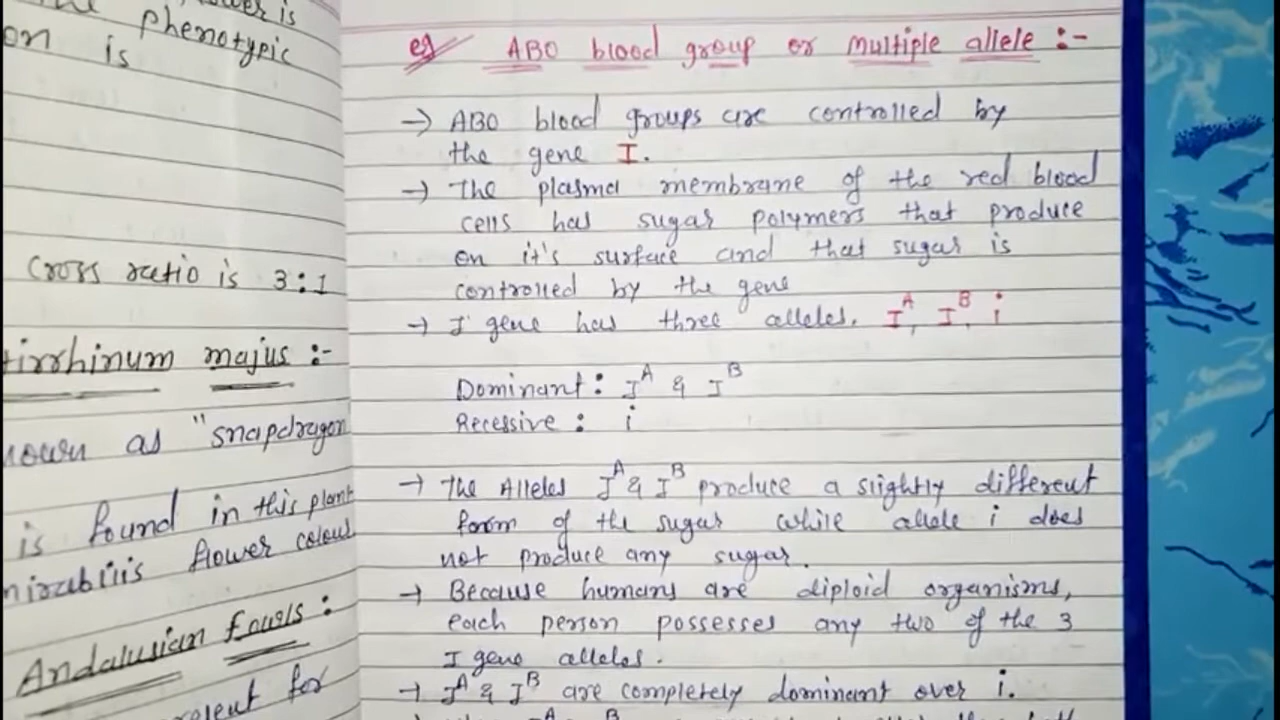 phenotypic
on is
Cross ratio is 3:1
tirrhinum majus :-
nown as "snapdragon
is found in this plant
mirabilis flower colour
Andalusian fowls :
for
eg ABO blood group or multiple allele :-
→ ABO blood groups are controlled by
the gene I.
→ The plasma membrane of the red blood
cells has sugar polymers that produce
on it's surface and that sugar is
controlled by the gene
→ I gene has three alleles. I^A, I^B, i
Dominant : I^A & I^B
Recessive : i
→ The Alleles I^A & I^B produce a slightly different
form of the sugar while allele i does
not produce any sugar.
→ Because humans are diploid organisms,
each person possesses any two of the 3
I gene alleles.
→ I^A & I^B are completely dominant over i.